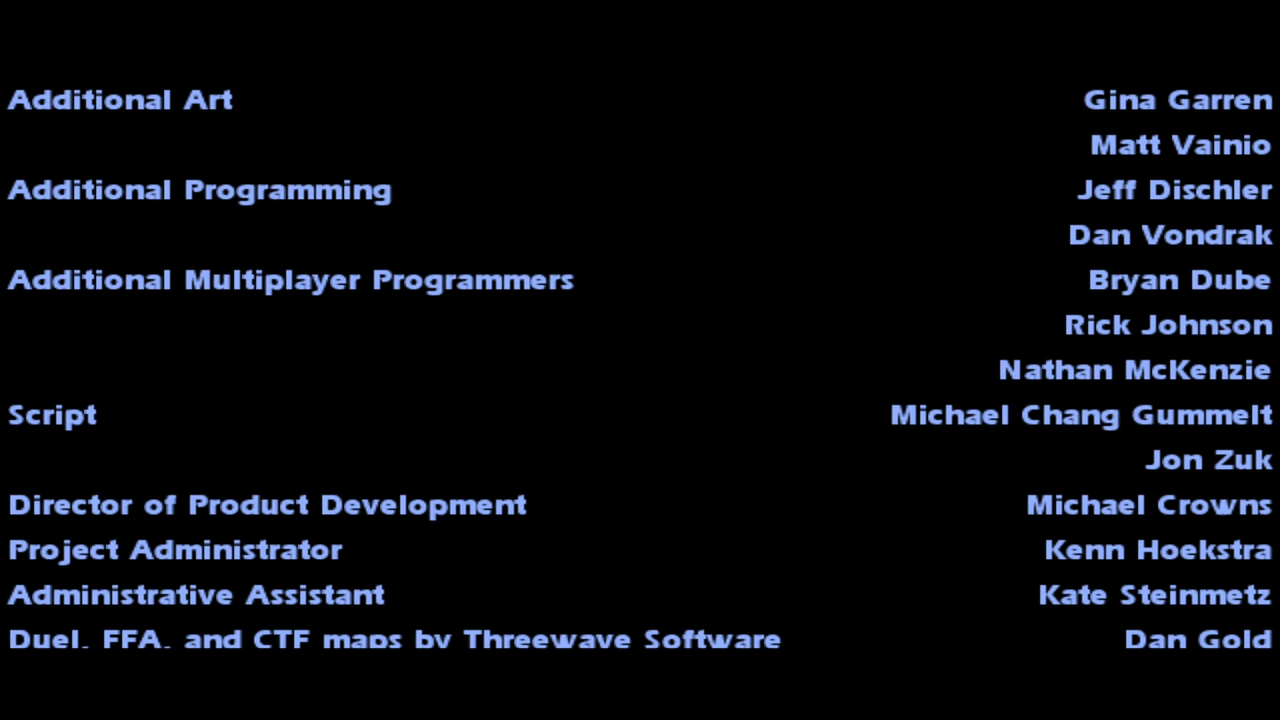 Additional Art Gina Garren
Matt Vainio
Additional Programming Jeff Dischler
Dan Vondrak
Additional Multiplayer Programmers Bryan Dube
Rick Johnson
Nathan McKenzie
Script Michael Chang Gummelt
Jon Zuk
Director of Product Development Michael Crowns
Project Administrator Kenn Hoekstra
Administrative Assistant Kate Steinmetz
Duel, FFA, and CTF maps by Threewave Software Dan Gold